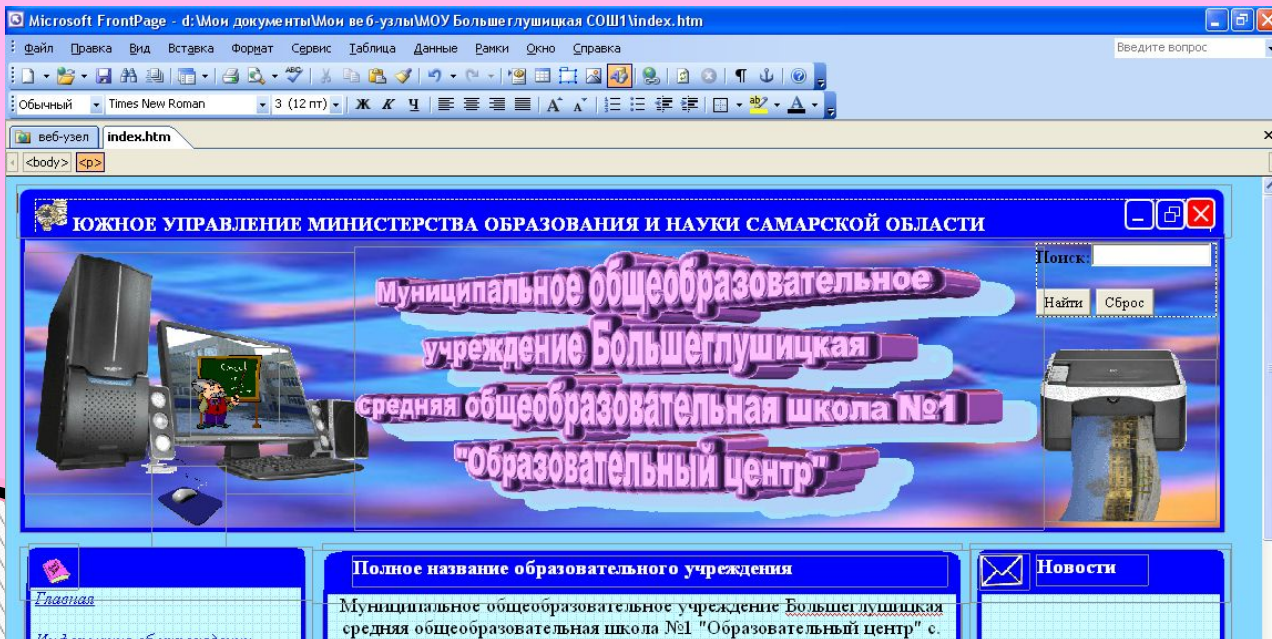 Microsoft FrontPage - d:\Мои документы\Мои веб-узлы\МОУ Большеглушицкая СОШ1\index.htm
Файл Правка Вид Вставка Формат Сервис Таблица Данные Рамки Окно Справка
Введите вопрос
Обычный Times New Roman 3 (12 пт) Ж К Ч
веб-узел index.htm
<body> <p>
ЮЖНОЕ УПРАВЛЕНИЕ МИНИСТЕРСТВА ОБРАЗОВАНИЯ И НАУКИ САМАРСКОЙ ОБЛАСТИ
Поиск:
Найти Сброс
Муниципальное общеобразовательное
учреждение Большеглушицкая
средняя общеобразовательная школа №1
"Образовательный центр"
Полное название образовательного учреждения
Новости
Главная
Муниципальное общеобразовательное учреждение Большеглушицкая
средняя общеобразовательная школа №1 "Образовательный центр" с.